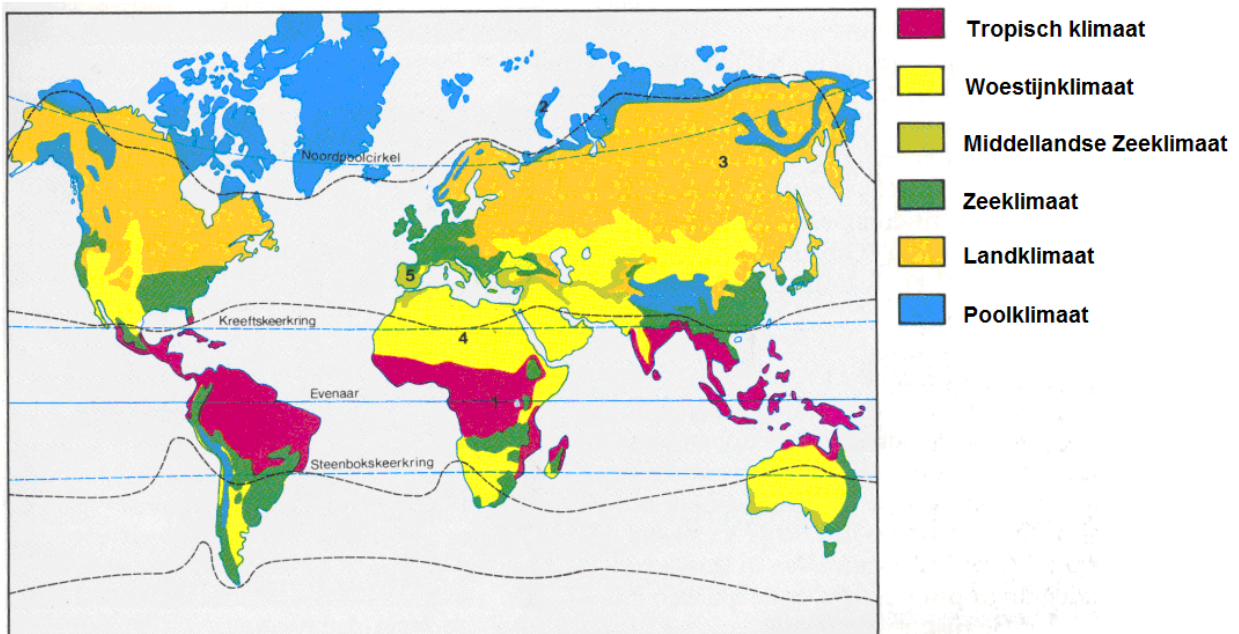 Tropisch klimaat
Woestijnklimaat
Middellandse Zeeklimaat
Zeeklimaat
Landklimaat
Poolklimaat
2
Noordpoolcirkel
3
5
Kreeftskeerkring
4
Evenaar
1
Steenbokskeerkring